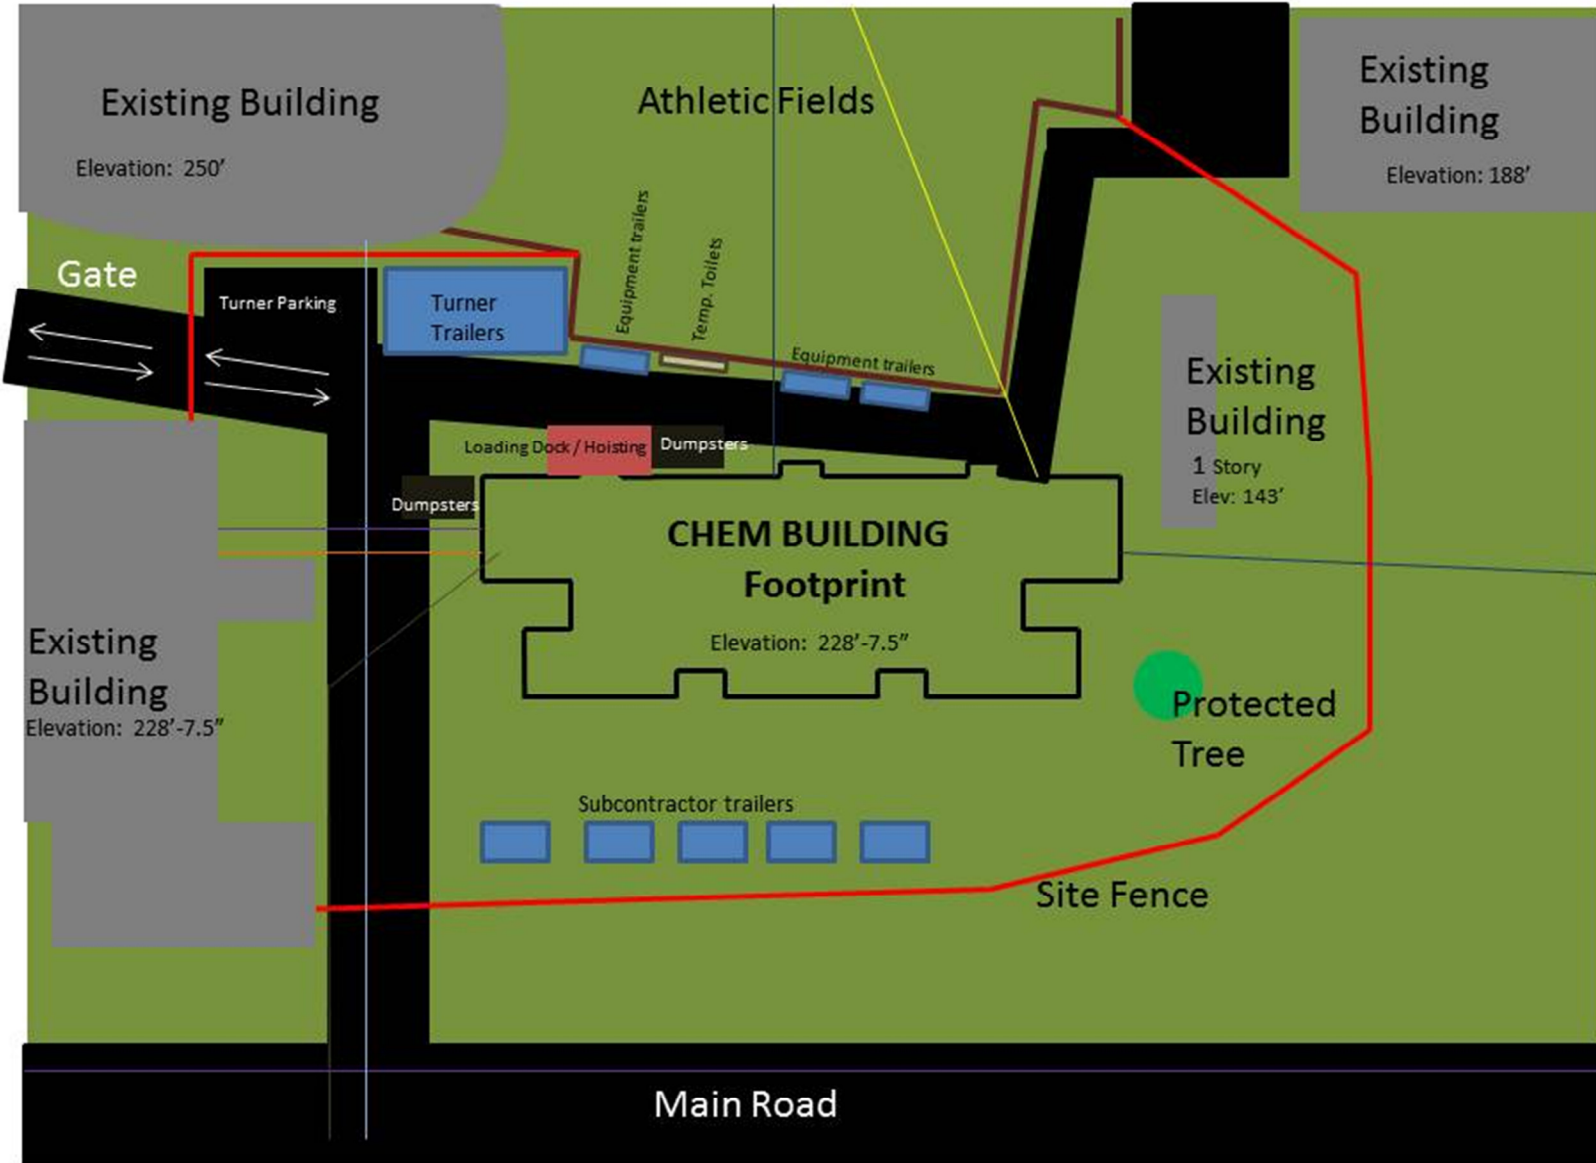 Existing Building
Elevation: 250’
Athletic Fields
Existing
Building
Elevation: 188’
Gate
Turner Parking
Turner
Trailers
Equipment trailers
Temp. Toilets
Equipment trailers
Existing
Building
1 Story
Elev: 143’
Loading Dock / Hoisting
Dumpsters
Dumpsters
CHEM BUILDING
Footprint
Elevation: 228’-7.5”
Existing
Building
Elevation: 228’-7.5”
Protected
Tree
Subcontractor trailers
Site Fence
Main Road